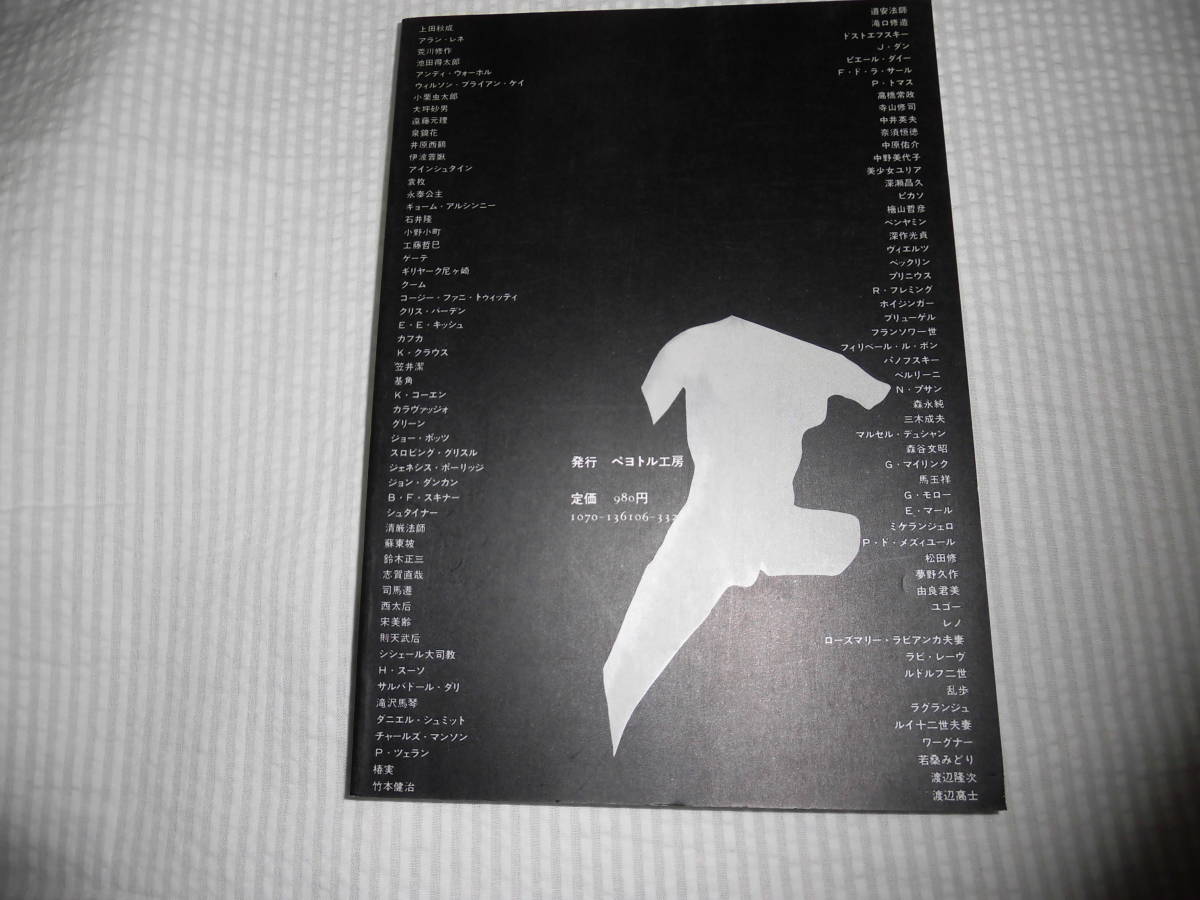 上田秋成
アラン・レネ
荒川修作
池田得太郎
アンディ・ウォーホル
ウィルソン・ブライアン・ケイ
小栗虫太郎
大坪砂男
遠藤元理
泉鏡花
井原西鶴
伊波普猷
アインシュタイン
袁枚
永泰公主
ギョーム・アルシンニー
石井隆
小野小町
工藤哲巳
ゲーテ
ギリヤーク尼ヶ崎
クーム
コージー・ファニ・トゥィッティ
クリス・バーデン
E・E・キッシュ
カフカ
K・クラウス
笠井潔
基角
K・コーエン
カラヴァッジォ
グリーン
ジョー・ポッツ
スロビング・グリスル
ジェネシス・ポーリッジ
ジョン・ダンカン
B・F・スキナー
シュタイナー
清厳法師
蘇東坡
鈴木正三
志賀直哉
司馬遷
西太后
宋美齢
則天武后
シシェール大司教
H・スーソ
サルバドール・ダリ
滝沢馬琴
ダニエル・シュミット
チャールズ・マンソン
P・ツェラン
椿実
竹本健治
発行 ペヨトル工房
定価 980円
1070-136106-332
道安法師
滝口修造
ドストエフスキー
J・ダン
ピエール・ダイー
F・ド・ラ・サール
P・トマス
高橋常政
寺山修司
中井英夫
奈須恒徳
中原佑介
中野美代子
美少女ユリア
深瀬昌久
ピカソ
檜山哲彦
ベンヤミン
深作光貞
ヴィエルツ
ベックリン
プリニウス
R・フレミング
ホイジンガー
ブリューゲル
フランソワ一世
フィリベール・ル・ボン
パノフスキー
ベルリーニ
N・プサン
森永純
三木成夫
マルセル・デュシャン
森谷文昭
G・マイリンク
馬王祥
G・モロー
E・マール
ミケランジェロ
P・ド・メズィユール
松田修
夢野久作
由良君美
ユゴー
レノ
ローズマリー・ラビアンカ夫妻
ラビ・レーヴ
ルドルフ二世
乱歩
ラグランジュ
ルイ十二世夫妻
ワーグナー
若桑みどり
渡辺隆次
渡辺高士